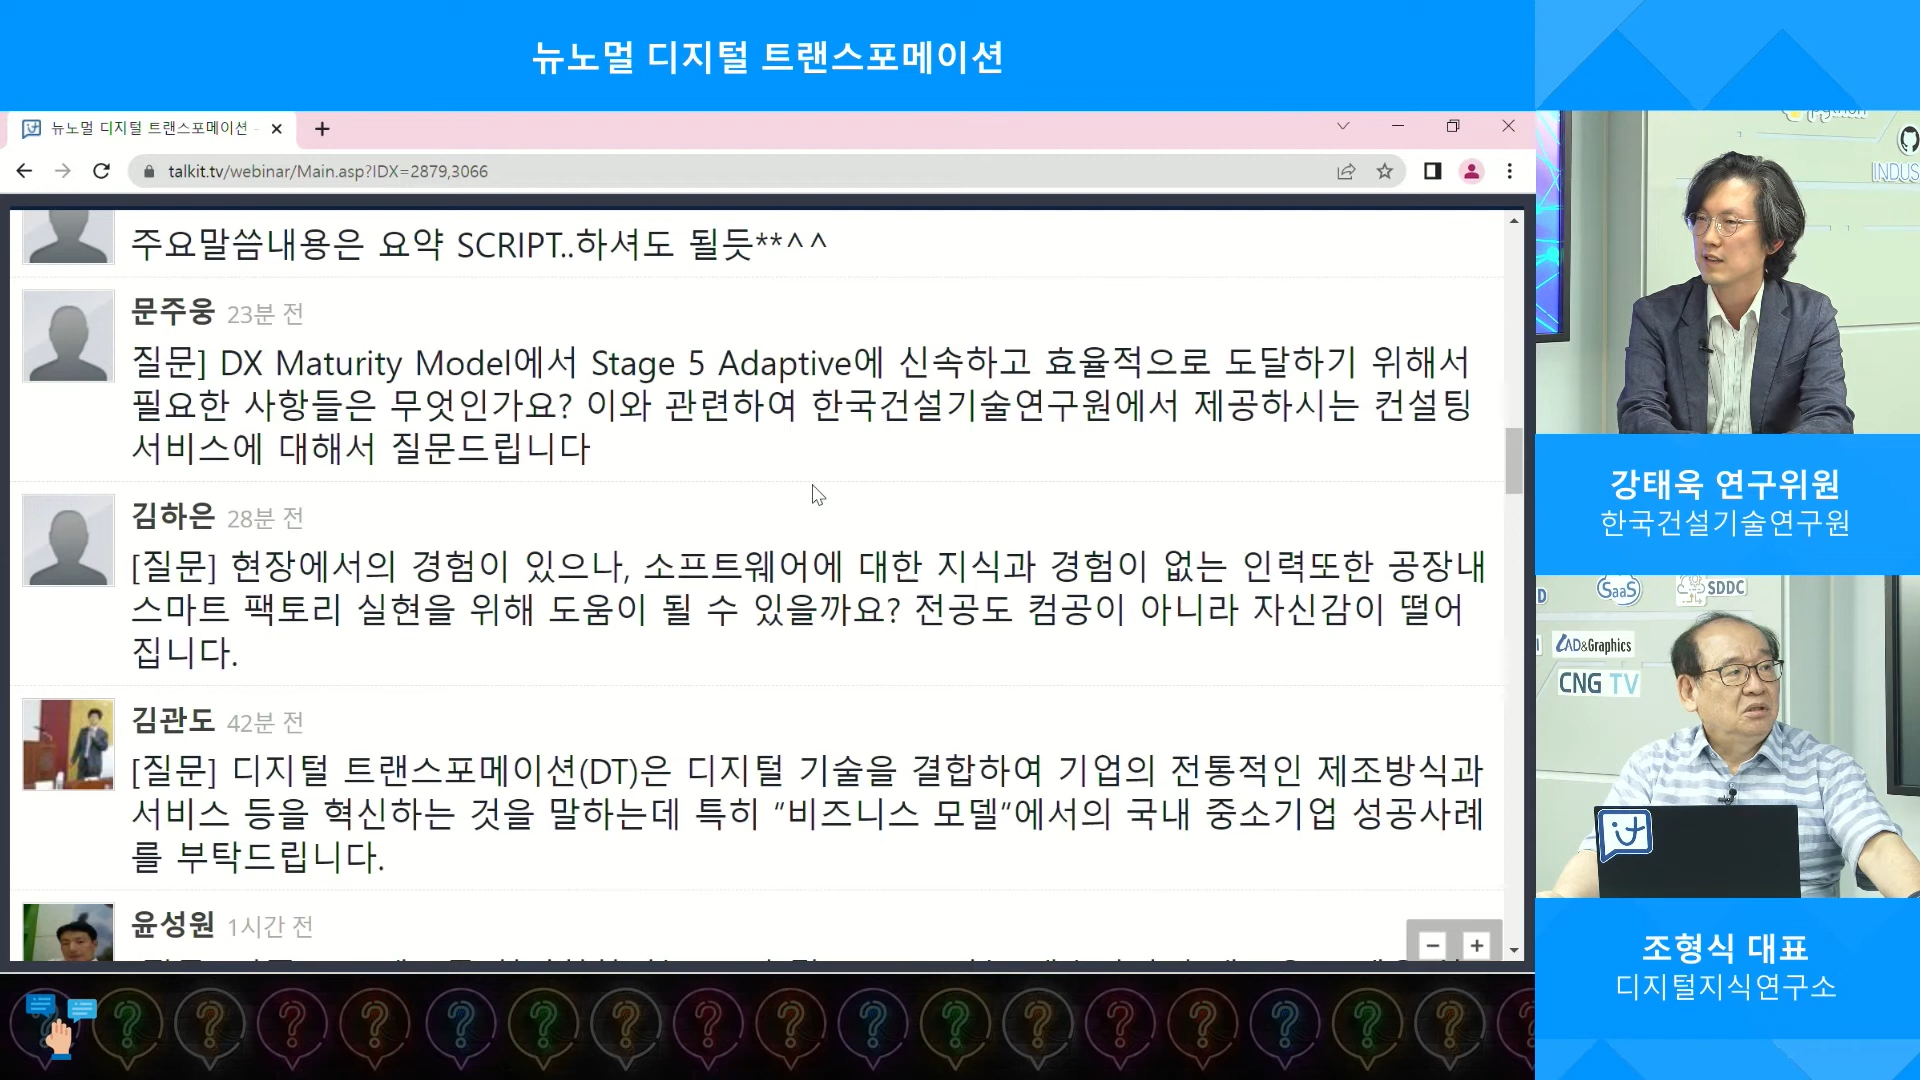 뉴노멀 디지털 트랜스포메이션
뉴노멀 디지털 트랜스포메이션 -
talkit.tv/webinar/Main.asp?IDX=2879,3066
주요말씀내용은 요약 SCRIPT..하셔도 될듯**^^
문주웅 23분 전
질문] DX Maturity Model에서 Stage 5 Adaptive에 신속하고 효율적으로 도달하기 위해서
필요한 사항들은 무엇인가요? 이와 관련하여 한국건설기술연구원에서 제공하시는 컨설팅
서비스에 대해서 질문드립니다
김하은 28분 전
[질문] 현장에서의 경험이 있으나, 소프트웨어에 대한 지식과 경험이 없는 인력또한 공장내
스마트 팩토리 실현을 위해 도움이 될 수 있을까요? 전공도 컴공이 아니라 자신감이 떨어
집니다.
김관도 42분 전
[질문] 디지털 트랜스포메이션(DT)은 디지털 기술을 결합하여 기업의 전통적인 제조방식과
서비스 등을 혁신하는 것을 말하는데 특히 “비즈니스 모델”에서의 국내 중소기업 성공사례
를 부탁드립니다.
윤성원 1시간 전
python
INDUS
강태욱 연구위원
한국건설기술연구원
SaaS
SDDC
CAD&Graphics
CNG TV
it
조형식 대표
디지털지식연구소